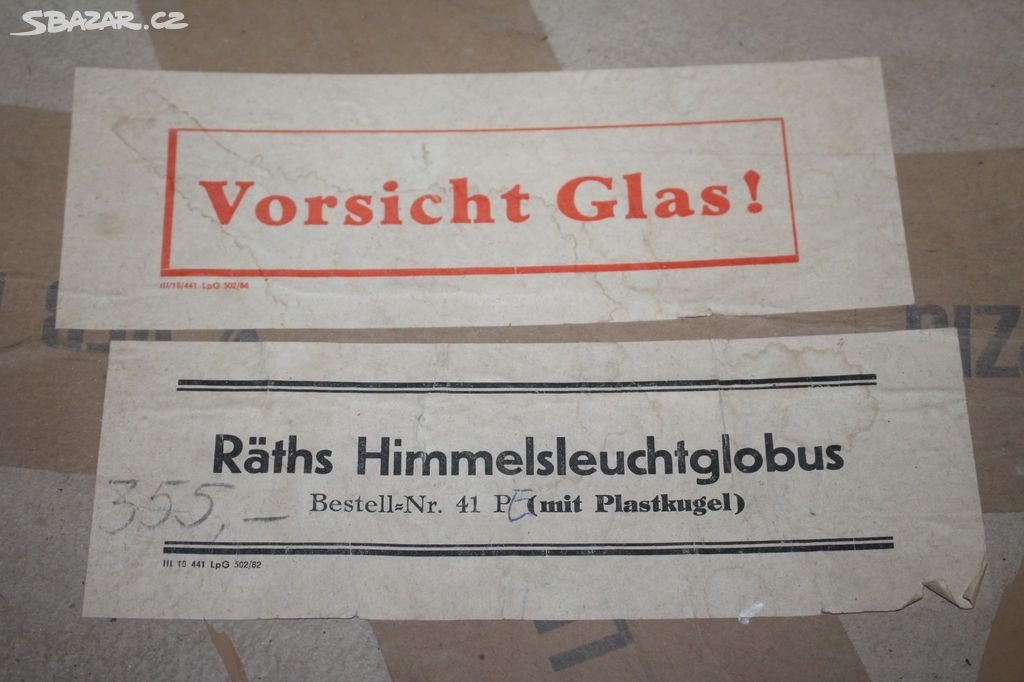 SBAZAR.CZ
Vorsicht Glas!
III/18/441 LpG 502/84
Räths Himmelsleuchtglobus
Bestell=Nr. 41 PE (mit Plastkugel)
355,—
III 18 441 LpG 502/82